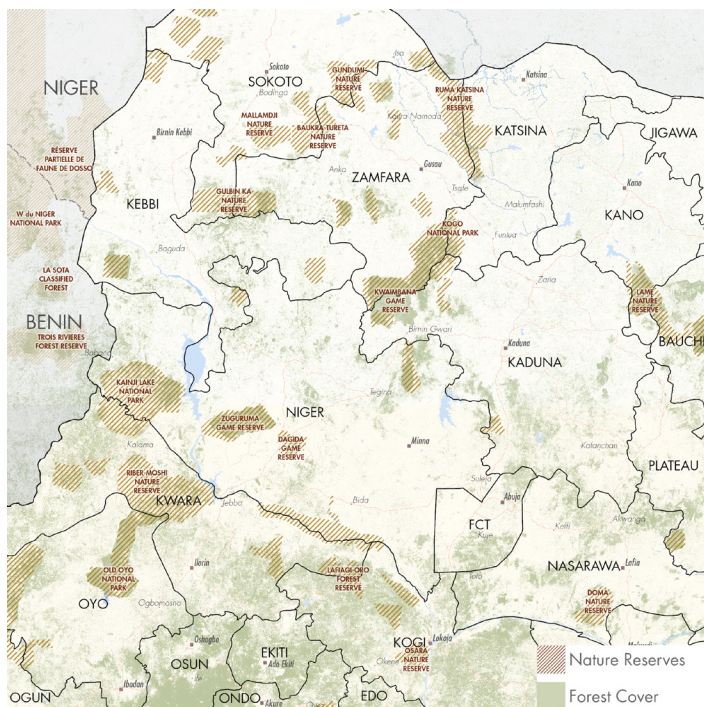 NIGER
Sokoto
SOKOTO
Bodinga
GUNDUMI
NATURE
RESERVE
Isa
RUMA KATSINA
NATURE
RESERVE
Katsina
MALLAMDJI
NATURE
RESERVE
BAUKRA-TURETA
NATURE
RESERVE
Kaura Namoda
KATSINA
JIGAWA
Birnin Kebbi
RÉSERVE
PARTIELLE DE
FAUNE DE DOSSO
Anka
Gusau
ZAMFARA
Kano
KANO
KEBBI
GULBIN KA
NATURE
RESERVE
Tsafe
Malumfashi
W du NIGER
NATIONAL PARK
KOGO
NATIONAL PARK
Funtua
Bagudo
LA SOTA
CLASSIFIED
FOREST
Zaria
KWAIMBANA
GAME
RESERVE
LAME
NATURE
RESERVE
BENIN
TROIS RIVIERES
FOREST RESERVE
Birnin Gwari
Kaduna
KADUNA
BAUCHI
KAINJI LAKE
NATIONAL
PARK
Tegina
NIGER
ZUGURUMA
GAME RESERVE
DAGIDA
GAME
RESERVE
Minna
Kalama
Kafanchan
PLATEAU
RIBER-MOSHI
NATURE
RESERVE
KWARA
Jebba
Bida
Suleja
Abuja
FCT
Kuje
Keffi
Akwanga
OLD OYO
NATIONAL
PARK
Ilorin
LAFIAGI-ORO
FOREST
RESERVE
Toto
NASARAWA
Lafia
OYO
Ogbomosho
DOMA
NATURE
RESERVE
Oshogbo
OSUN
Ife
EKITI
Ado Ekiti
KOGI
Lokoja
Okene
OSARA
NATURE
RESERVE
OGUN
Ibadan
ONDO
Akure
EDO
Nature Reserves
Forest Cover